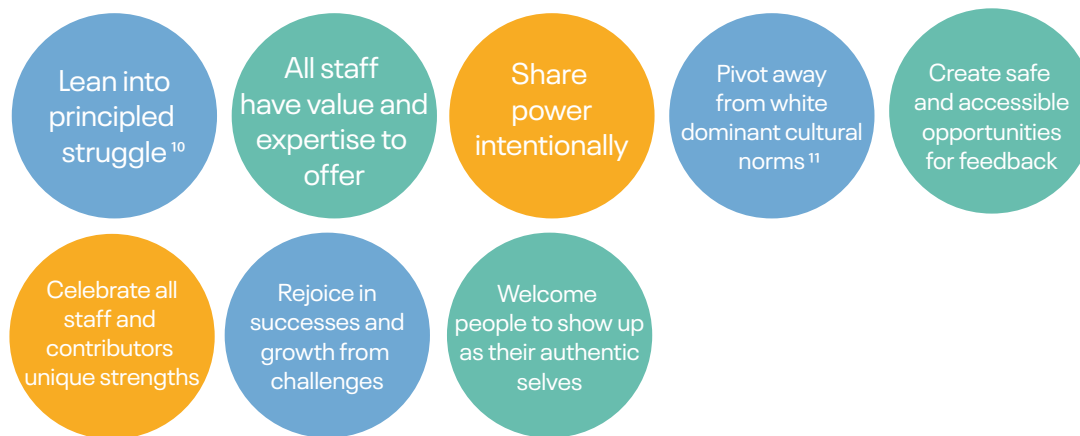 Lean into
principled
struggle ¹⁰
All staff
have value and
expertise to
offer
Share
power
intentionally
Pivot away
from white
dominant cultural
norms ¹¹
Create safe
and accessible
opportunities
for feedback
Celebrate all
staff and
contributors
unique strengths
Rejoice in
successes and
growth from
challenges
Welcome
people to show up
as their authentic
selves